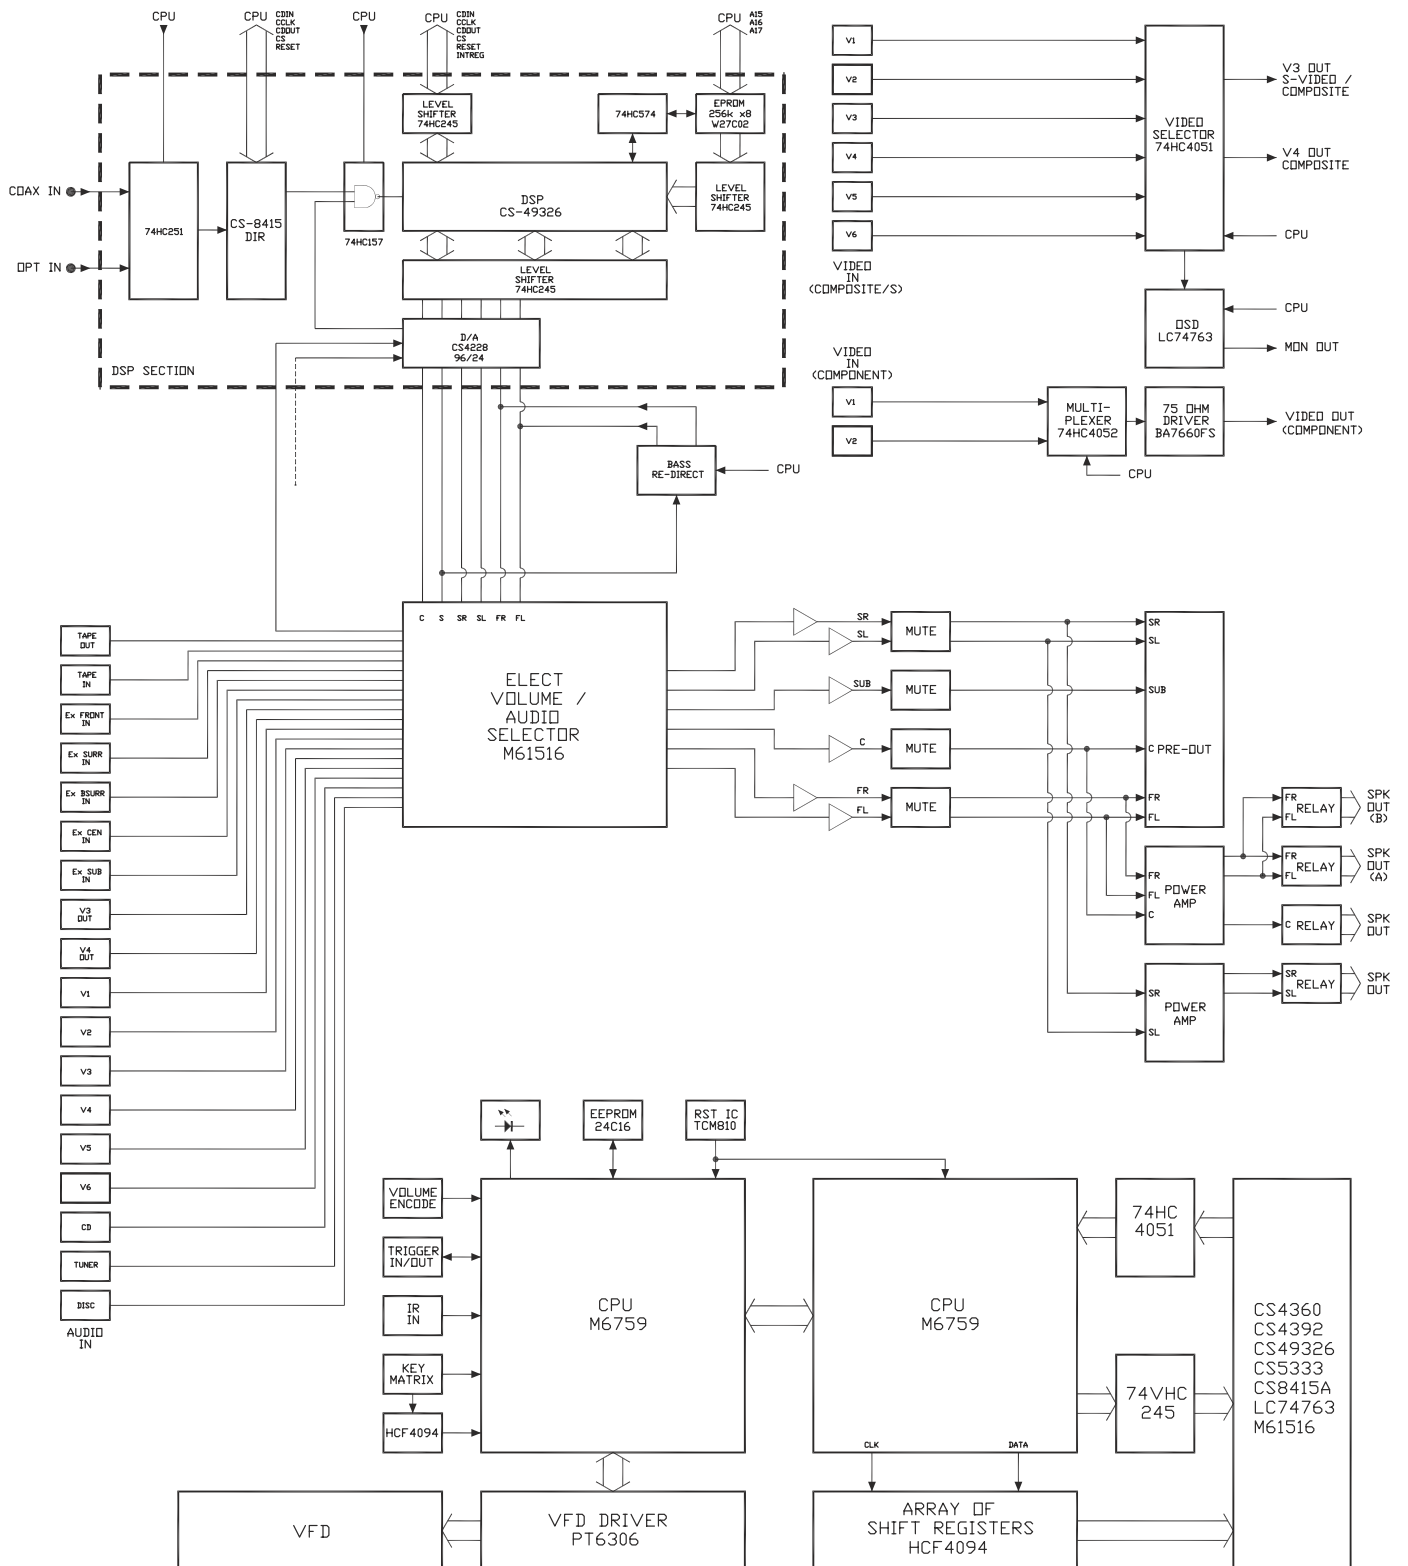 CPU
CPU
CDIN
CCLK
CDOUT
CS
RESET
CPU
CPU
CDIN
CCLK
CDOUT
CS
RESET
INTREG
CPU
A15
A16
A17
LEVEL
SHIFTER
74HC245
74HC574
EPROM
256k x8
W27C02
COAX IN
OPT IN
74HC251
CS-8415
DIR
74HC157
DSP
CS-49326
LEVEL
SHIFTER
74HC245
LEVEL
SHIFTER
74HC245
D/A
CS4228
96/24
DSP SECTION
BASS
RE-DIRECT
CPU
V1
V2
V3
V4
V5
V6
VIDEO
IN
(COMPOSITE/S)
VIDEO
SELECTOR
74HC4051
V3 OUT
S-VIDEO /
COMPOSITE
V4 OUT
COMPOSITE
CPU
OSD
LC74763
CPU
MON OUT
VIDEO
IN
(COMPONENT)
V1
V2
MULTI-
PLEXER
74HC4052
75 OHM
DRIVER
BA7660FS
VIDEO OUT
(COMPONENT)
CPU
C S SR SL FR FL
ELECT
VOLUME /
AUDIO
SELECTOR
M61516
TAPE
OUT
TAPE
IN
Ex FRONT
IN
Ex SURR
IN
Ex BSURR
IN
Ex CEN
IN
Ex SUB
IN
V3
OUT
V4
OUT
V1
V2
V3
V4
V5
V6
CD
TUNER
DISC
AUDIO
IN
SR
SL
MUTE
SUB
MUTE
C
MUTE
FR
FL
MUTE
SR
SL
SUB
C PRE-OUT
FR
FL
FR
FL
C
POWER
AMP
SR
SL
POWER
AMP
FR
FL
RELAY
SPK
OUT
(B)
FR
FL
RELAY
SPK
OUT
(A)
C RELAY
SPK
OUT
SR
SL
RELAY
SPK
OUT
EEPROM
24C16
RST IC
TCM810
VOLUME
ENCODE
TRIGGER
IN/OUT
IR
IN
KEY
MATRIX
HCF4094
CPU
M6759
CPU
M6759
CLK
DATA
74HC
4051
74VHC
245
CS4360
CS4392
CS49326
CS5333
CS8415A
LC74763
M61516
VFD
VFD DRIVER
PT6306
ARRAY OF
SHIFT REGISTERS
HCF4094